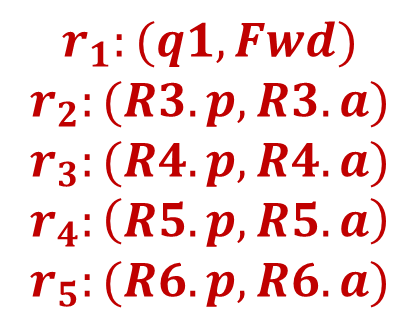 r₁: (q1, Fwd)
r₂: (R3.p, R3.a)
r₃: (R4.p, R4.a)
r₄: (R5.p, R5.a)
r₅: (R6.p, R6.a)